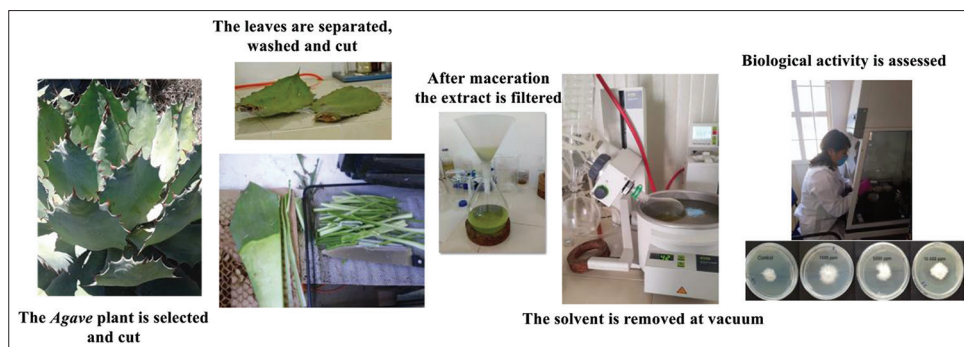 The Agave plant is selected
and cut
The leaves are separated,
washed and cut
After maceration
the extract is filtered
The solvent is removed at vacuum
Biological activity is assessed
Control